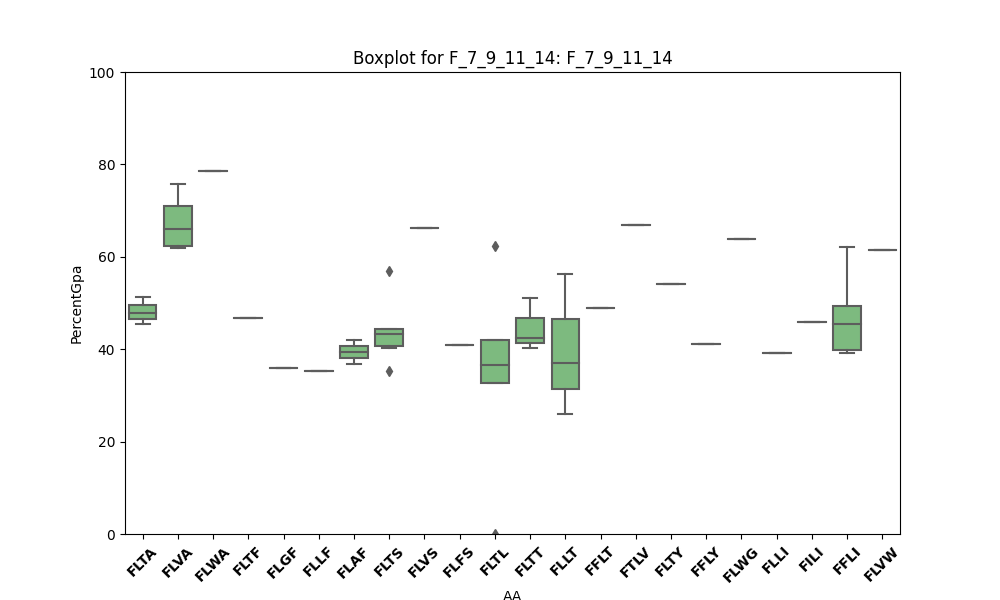 Boxplot for F_7_9_11_14: F_7_9_11_14
100
80
60
40
20
0
PercentGpa
FLTA FLVA FLWA FLTF FLGF FLLF FLAF FLTS FLVS FLFS FLTL FLTT FLLT FFLT FTLV FLTY FFLY FLWG FLLI FILI FFLI FLVW
AA